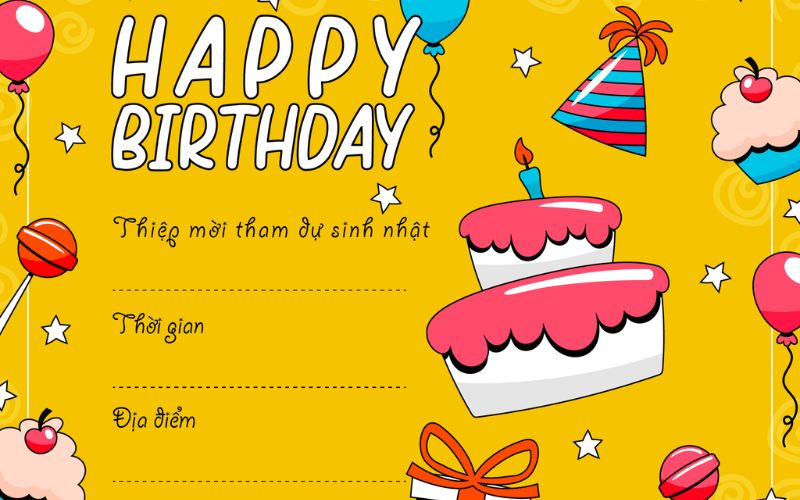 HAPPY
BIRTHDAY
Thiệp mời tham dự sinh nhật
Thời gian
Địa điểm